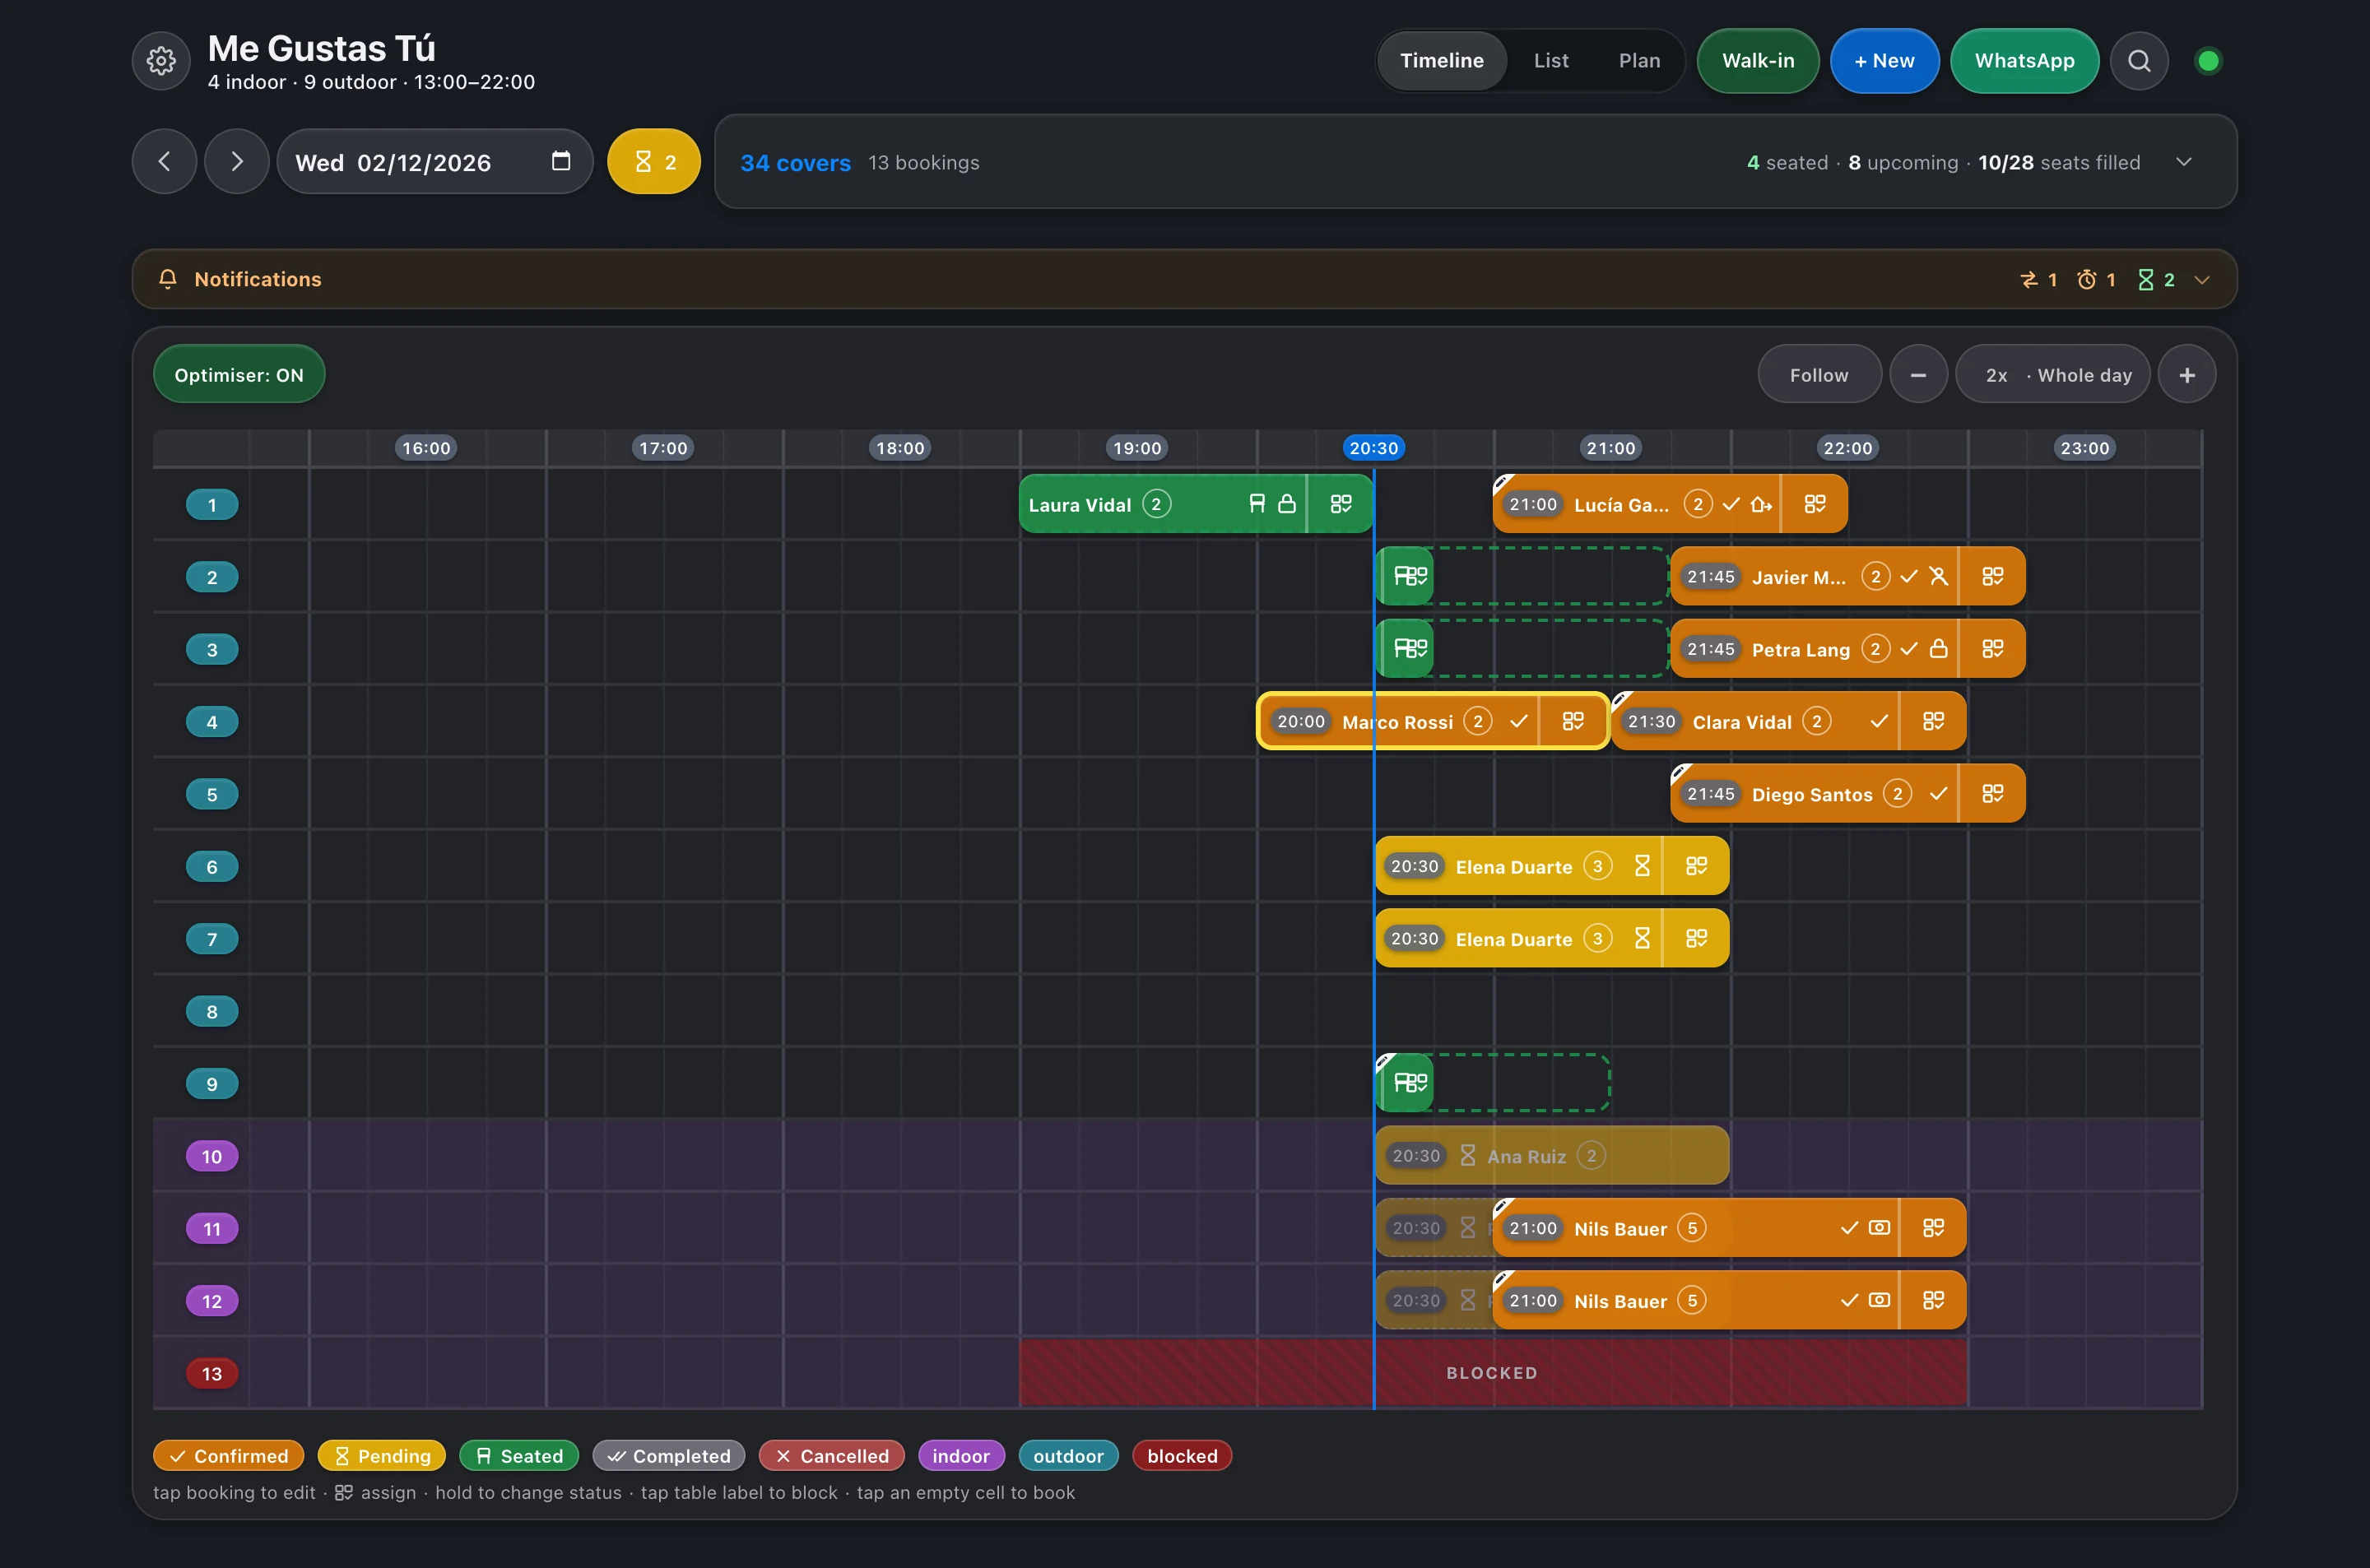 Me Gustas Tú
4 indoor · 9 outdoor · 13:00–22:00
Timeline List Plan Walk-in + New WhatsApp
Wed 02/12/2026 2
34 covers 13 bookings 4 seated · 8 upcoming · 10/28 seats filled
Notifications 1 1 2
Optimiser: ON Follow − 2x · Whole day +
16:00 17:00 18:00 19:00 20:30 21:00 22:00 23:00
1 Laura Vidal 2 21:00 Lucía Ga... 2
2 21:45 Javier M... 2
3 21:45 Petra Lang 2
4 20:00 Marco Rossi 2 21:30 Clara Vidal 2
5 21:45 Diego Santos 2
6 20:30 Elena Duarte 3
7 20:30 Elena Duarte 3
8
9
10 20:30 Ana Ruiz 2
11 20:30 21:00 Nils Bauer 5
12 20:30 21:00 Nils Bauer 5
13 BLOCKED
Confirmed Pending Seated Completed Cancelled indoor outdoor blocked
tap booking to edit · assign · hold to change status · tap table label to block · tap an empty cell to book